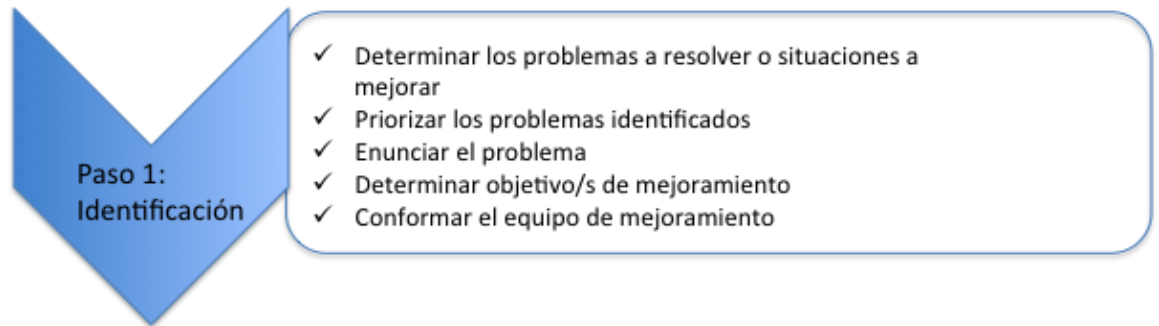 Paso 1:
Identificación
✓ Determinar los problemas a resolver o situaciones a
mejorar
✓ Priorizar los problemas identificados
✓ Enunciar el problema
✓ Determinar objetivo/s de mejoramiento
✓ Conformar el equipo de mejoramiento